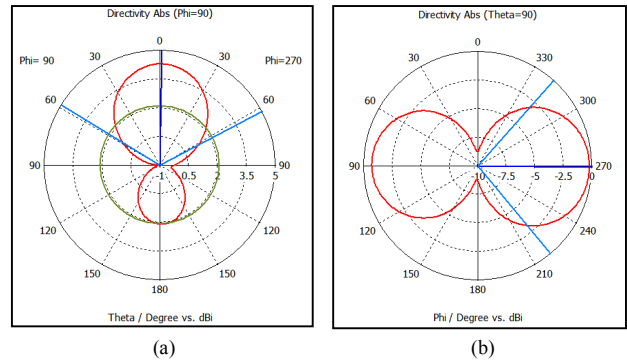 Directivity Abs (Phi=90)
0
30 30
Phi= 90 Phi=270
60 60
90 -1 0.5 2 3.5 5 90
120 120
150 150
180
Theta / Degree vs. dBi
(a)
Directivity Abs (Theta=90)
0
30 330
60 300
90 -10 -7.5 -5 -2.5 0 270
120 240
150 210
180
Phi / Degree vs. dBi
(b)